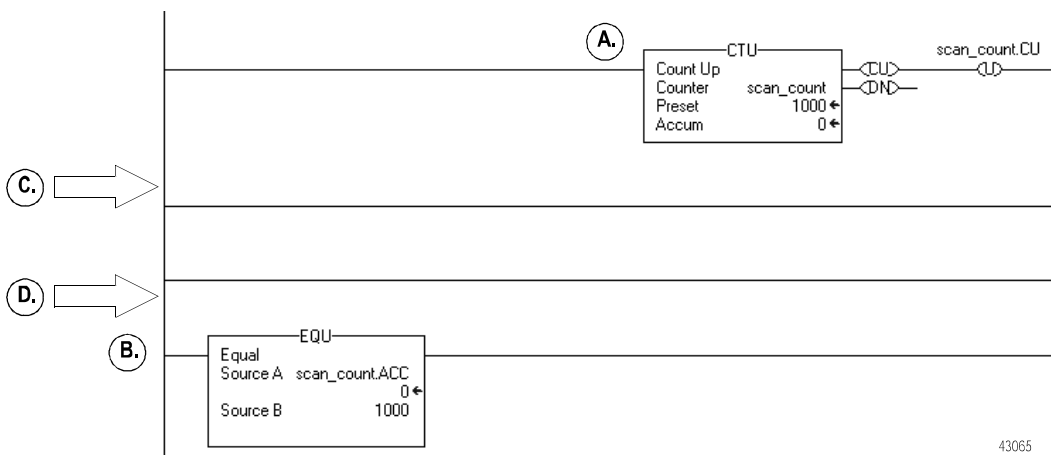 A.
CTU
scan_count.CU
Count Up
CU
U
Counter scan_count
DN
Preset 1000
Accum 0
C.
D.
B.
EQU
Equal
Source A scan_count.ACC
0
Source B 1000
43065